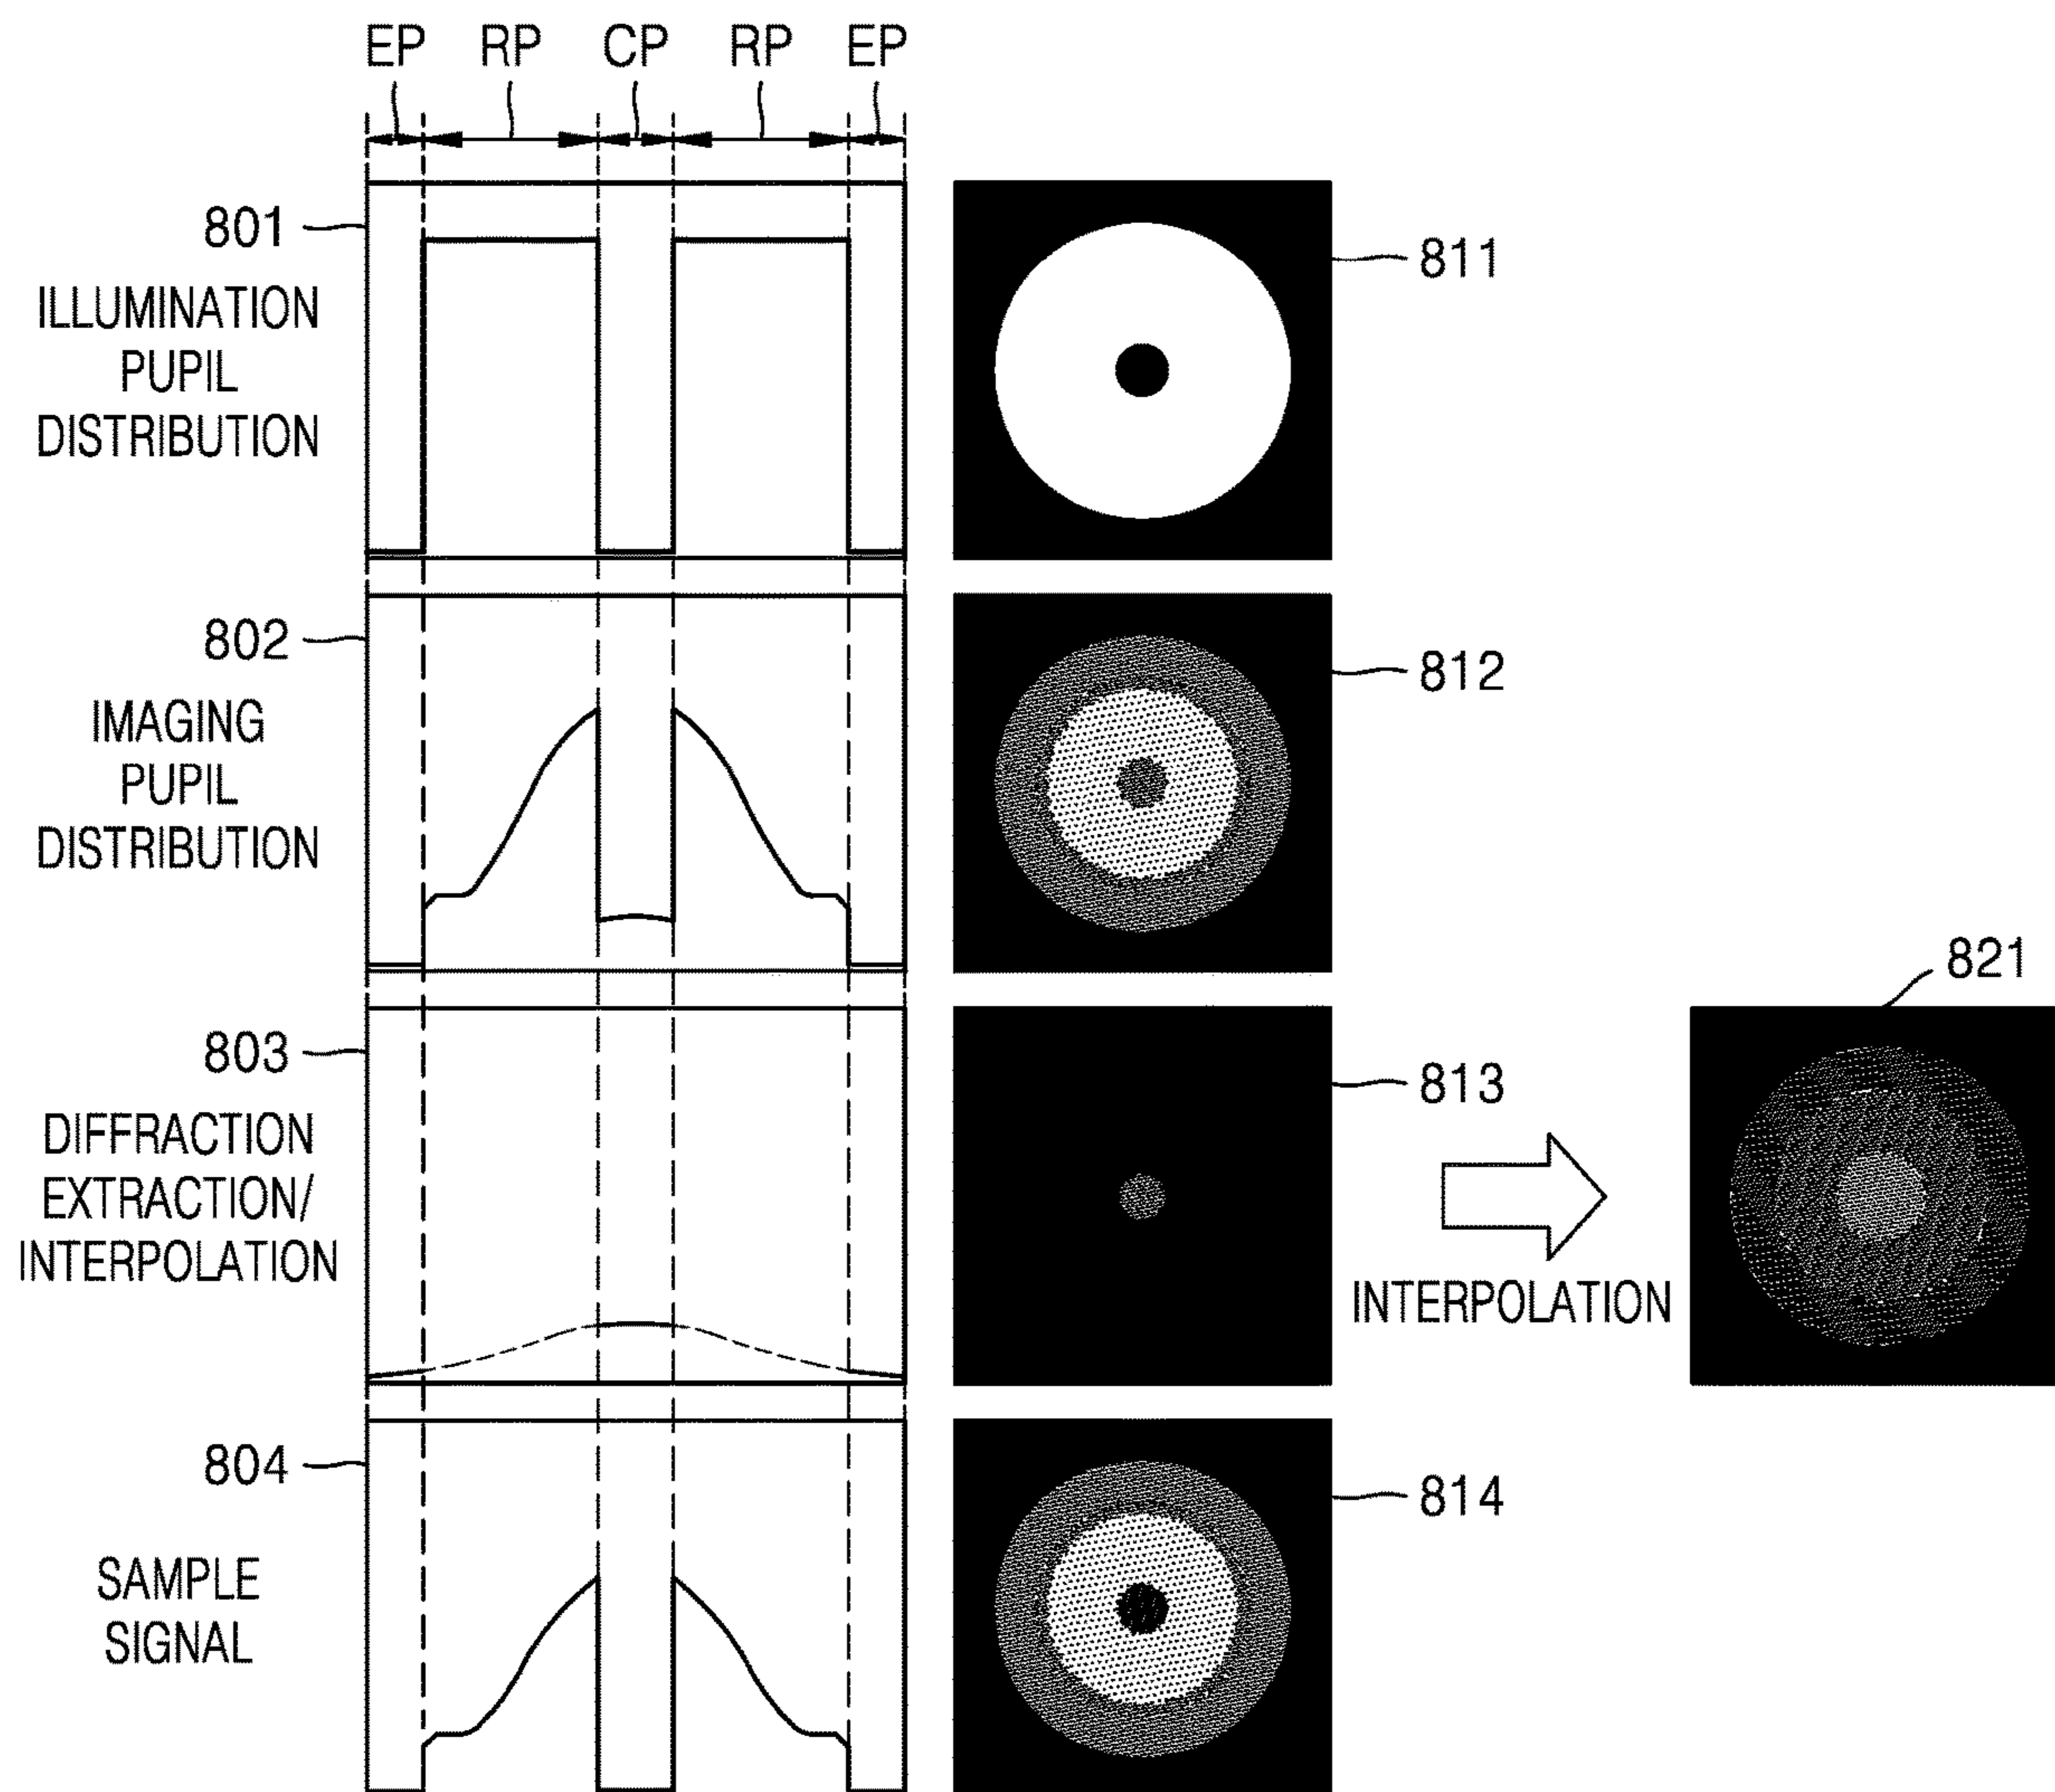 EP RP CP RP EP
801
ILLUMINATION
PUPIL
DISTRIBUTION
811
802
IMAGING
PUPIL
DISTRIBUTION
812
803
DIFFRACTION
EXTRACTION/
INTERPOLATION
813
INTERPOLATION
821
804
SAMPLE
SIGNAL
814